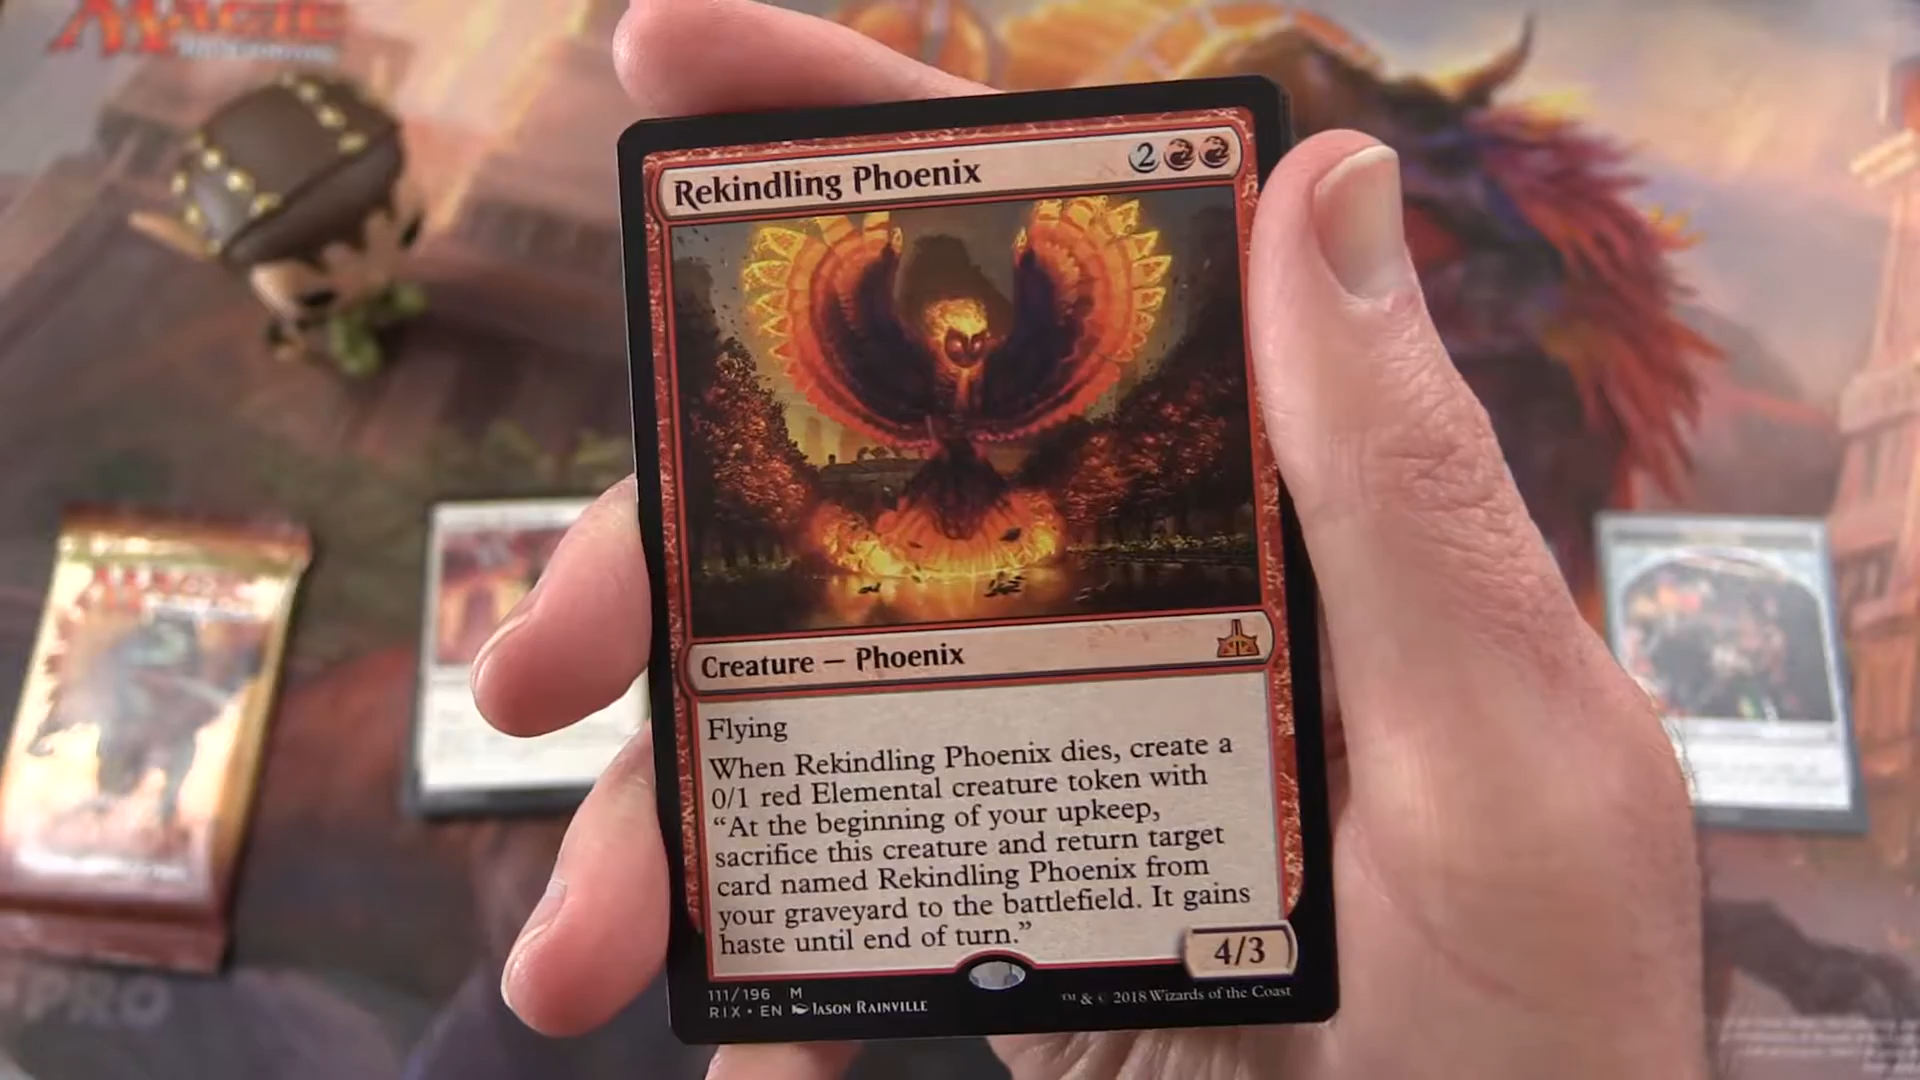 MAGIC
Rekindling Phoenix 2
Creature — Phoenix
Flying
When Rekindling Phoenix dies, create a
0/1 red Elemental creature token with
“At the beginning of your upkeep,
sacrifice this creature and return target
card named Rekindling Phoenix from
your graveyard to the battlefield. It gains
haste until end of turn.”
4/3
111/196 M
RIX • EN JASON RAINVILLE
™ & © 2018 Wizards of the Coast
PRO